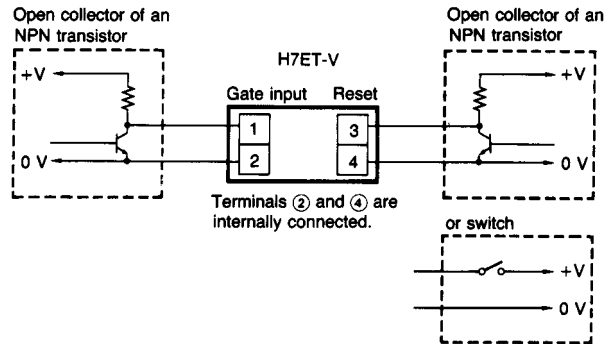 Open collector of an
NPN transistor
+V
0 V
H7ET-V
Gate input Reset
1 3
2 4
Terminals ② and ④ are
internally connected.
Open collector of an
NPN transistor
+V
0 V
or switch
+V
0 V